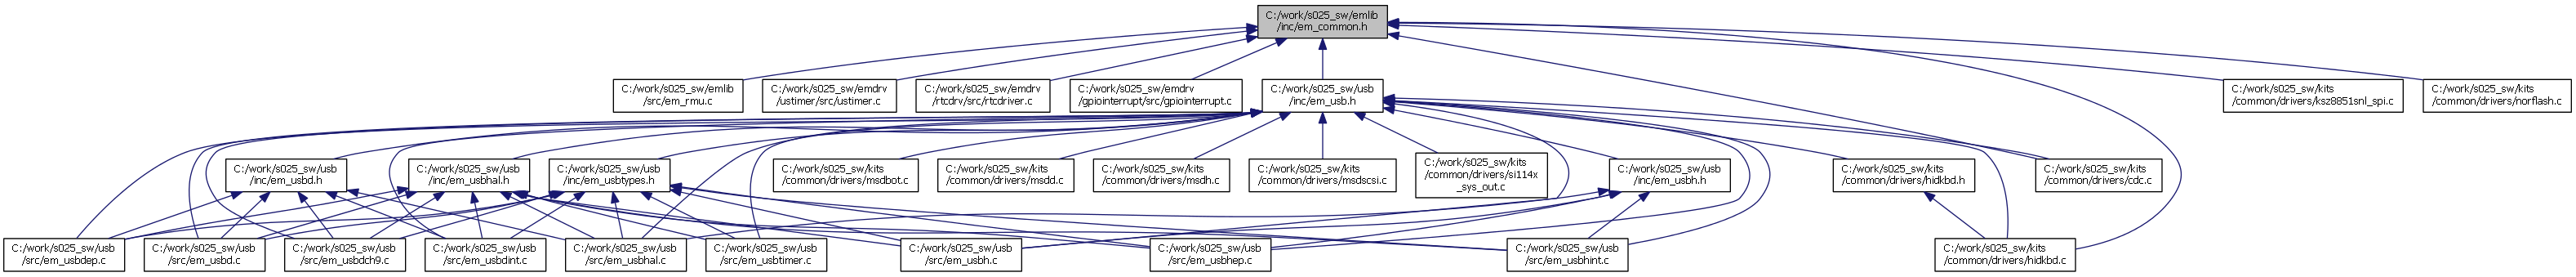 C:/work/s025_sw/emlib
/inc/em_common.h
C:/work/s025_sw/emlib
/src/em_rmu.c
C:/work/s025_sw/emdrv
/ustimer/src/ustimer.c
C:/work/s025_sw/emdrv
/rtcdrv/src/rtcdriver.c
C:/work/s025_sw/emdrv
/gpiointerrupt/src/gpiointerrupt.c
C:/work/s025_sw/usb
/inc/em_usb.h
C:/work/s025_sw/kits
/common/drivers/ksz8851snl_spi.c
C:/work/s025_sw/kits
/common/drivers/norflash.c
C:/work/s025_sw/usb
/inc/em_usbd.h
C:/work/s025_sw/usb
/inc/em_usbhal.h
C:/work/s025_sw/usb
/inc/em_usbtypes.h
C:/work/s025_sw/kits
/common/drivers/msdbot.c
C:/work/s025_sw/kits
/common/drivers/msdd.c
C:/work/s025_sw/kits
/common/drivers/msdh.c
C:/work/s025_sw/kits
/common/drivers/msdscsi.c
C:/work/s025_sw/kits
/common/drivers/si114x
_sys_out.c
C:/work/s025_sw/usb
/inc/em_usbh.h
C:/work/s025_sw/kits
/common/drivers/hidkbd.h
C:/work/s025_sw/kits
/common/drivers/cdc.c
C:/work/s025_sw/usb
/src/em_usbdep.c
C:/work/s025_sw/usb
/src/em_usbd.c
C:/work/s025_sw/usb
/src/em_usbdch9.c
C:/work/s025_sw/usb
/src/em_usbdint.c
C:/work/s025_sw/usb
/src/em_usbhal.c
C:/work/s025_sw/usb
/src/em_usbtimer.c
C:/work/s025_sw/usb
/src/em_usbh.c
C:/work/s025_sw/usb
/src/em_usbhep.c
C:/work/s025_sw/usb
/src/em_usbhint.c
C:/work/s025_sw/kits
/common/drivers/hidkbd.c